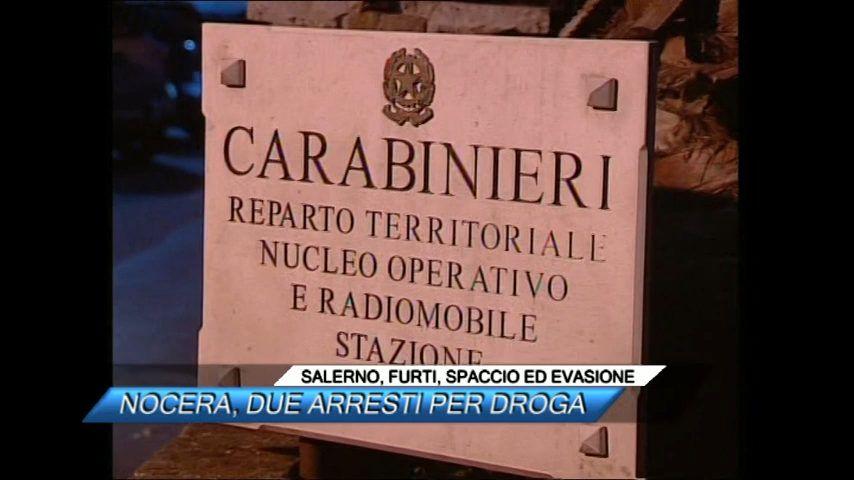 CARABINIERI
REPARTO TERRITORIALE
NUCLEO OPERATIVO
E RADIOMOBILE
STAZIONE
SALERNO, FURTI, SPACCIO ED EVASIONE
NOCERA, DUE ARRESTI PER DROGA